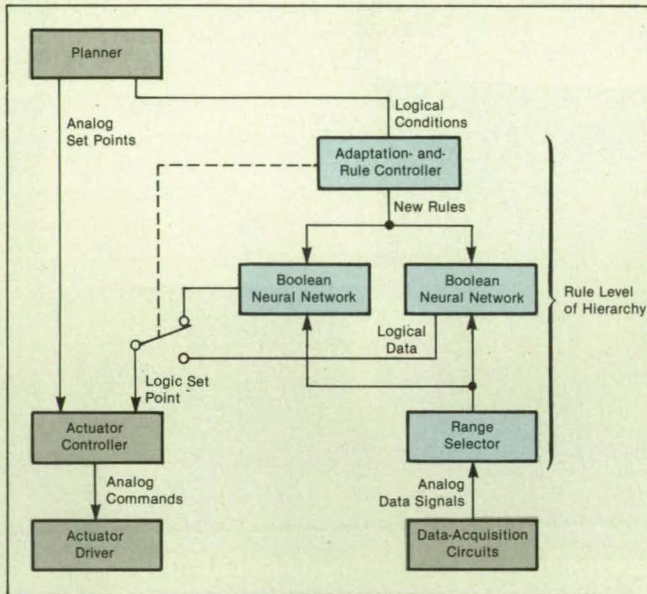 Planner
Analog
Set Points
Logical
Conditions
Adaptation- and-
Rule Controller
New Rules
Boolean
Neural Network
Boolean
Neural Network
Rule Level
of Hierarchy
Logical
Data
Logic Set
Point
Actuator
Controller
Range
Selector
Analog
Commands
Analog
Data Signals
Actuator
Driver
Data-Acquisition
Circuits